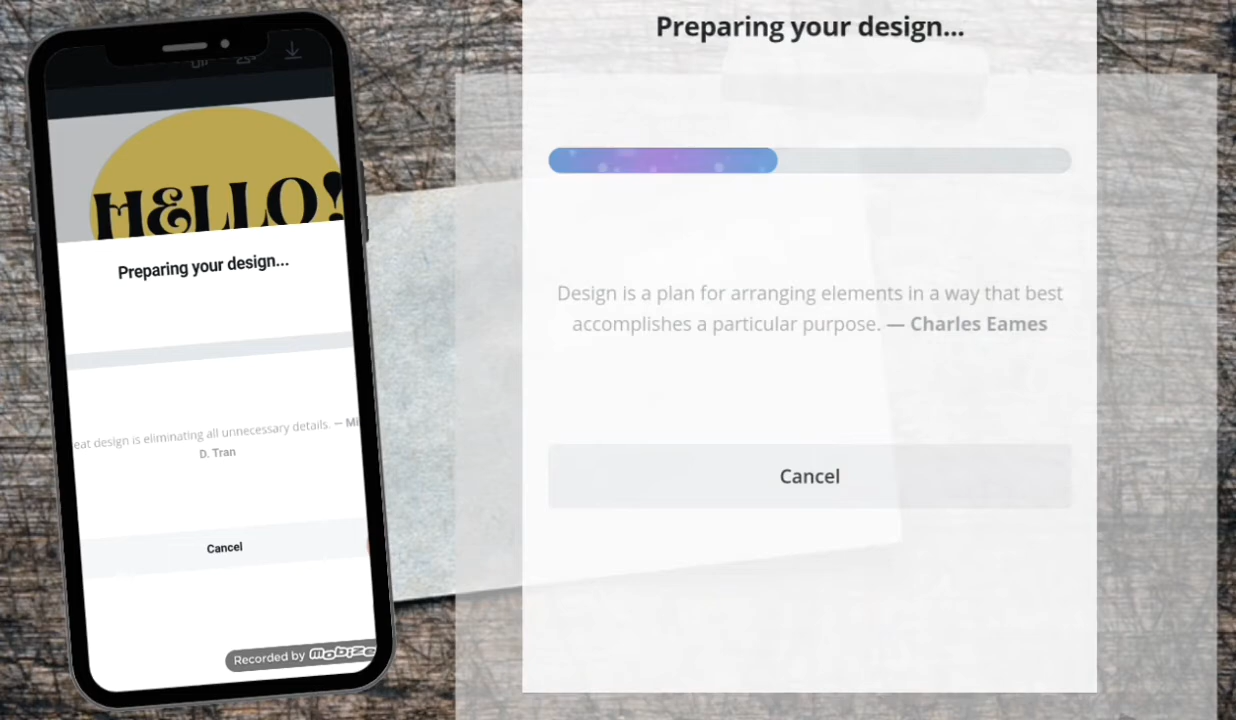 HELLO!
Preparing your design...
eat design is eliminating all unnecessary details. — Mi
D. Tran
Cancel
Recorded by mobize
Preparing your design...
Design is a plan for arranging elements in a way that best
accomplishes a particular purpose. — Charles Eames
Cancel